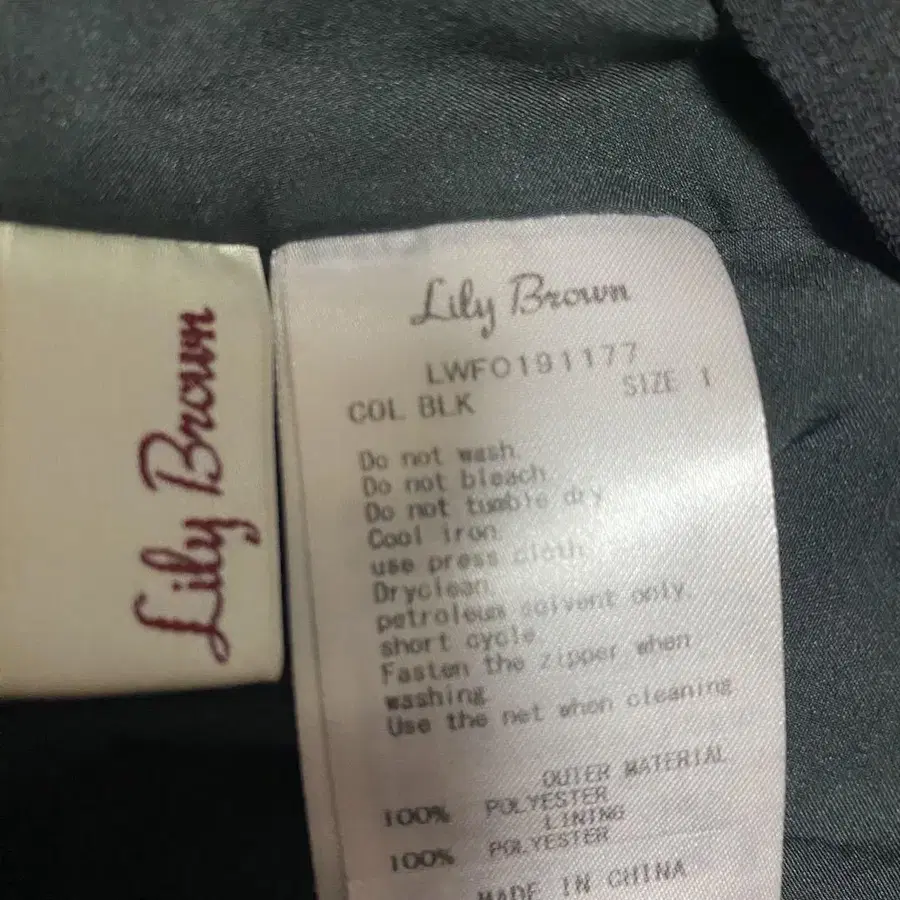 Lily Brown
Lily Brown
LWFO191177
COL BLK SIZE 1
Do not wash.
Do not bleach.
Do not tumble dry
Cool iron.
use press cloth.
Dryclean.
petroleum solvent only.
short cycle
Fasten the zipper when
washing.
Use the net when cleaning
OUTER MATERIAL
100% POLYESTER
LINING
100% POLYESTER
MADE IN CHINA